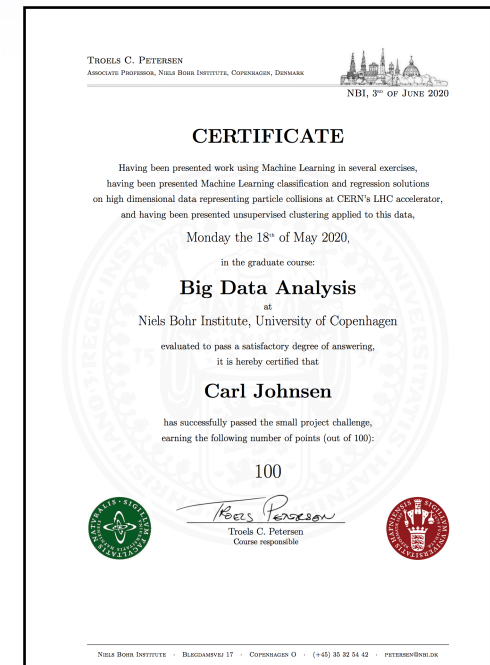 TROELS C. PETERSEN
ASSOCIATE PROFESSOR, NIELS BOHR INSTITUTE, COPENHAGEN, DENMARK
NBI, 3RD OF JUNE 2020
CERTIFICATE
Having been presented work using Machine Learning in several exercises,
having been presented Machine Learning classification and regression solutions
on high dimensional data representing particle collisions at CERN's LHC accelerator,
and having been presented unsupervised clustering applied to this data,
Monday the 18th of May 2020,
in the graduate course:
Big Data Analysis
at
Niels Bohr Institute, University of Copenhagen
evaluated to pass a satisfactory degree of answering,
it is hereby certified that
Carl Johnsen
has successfully passed the small project challenge,
earning the following number of points (out of 100):
100
TROELS PETERSEN
Troels C. Petersen
Course responsible
NIELS BOHR INSTITUTE · BLEGDAMSVEJ 17 · COPENHAGEN O · (+45) 35 32 54 42 · PETERSEN@NBI.DK